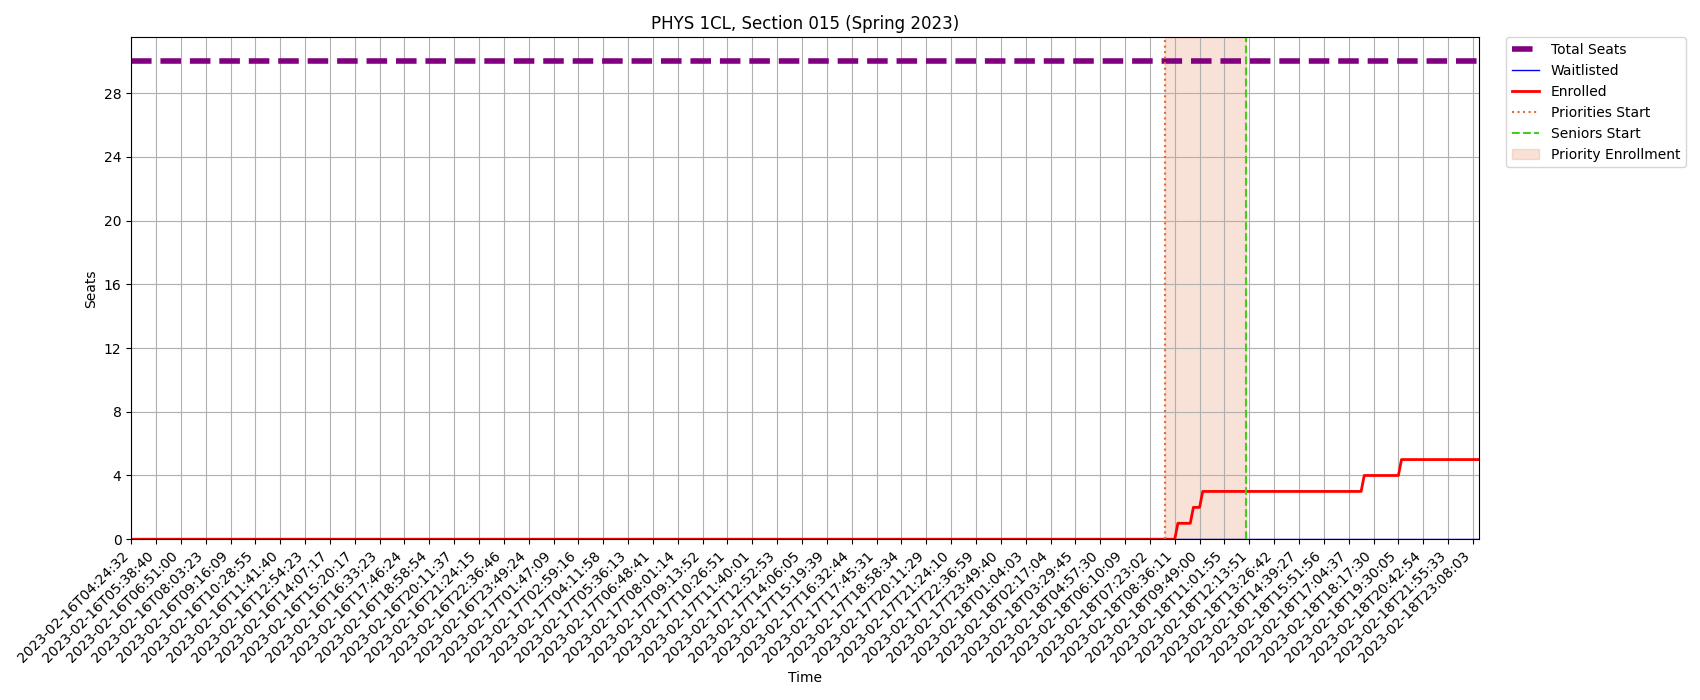 PHYS 1CL, Section 015 (Spring 2023)
Total Seats
Waitlisted
Enrolled
Priorities Start
Seniors Start
Priority Enrollment
Seats
28
24
20
16
12
8
4
0
2023-02-16T04:24:32
2023-02-16T05:38:40
2023-02-16T06:51:00
2023-02-16T08:03:23
2023-02-16T09:16:09
2023-02-16T10:28:55
2023-02-16T11:41:40
2023-02-16T12:54:23
2023-02-16T14:07:17
2023-02-16T15:20:17
2023-02-16T16:33:23
2023-02-16T17:46:24
2023-02-16T18:58:54
2023-02-16T20:11:37
2023-02-16T21:24:15
2023-02-16T22:36:46
2023-02-16T23:49:24
2023-02-17T01:47:09
2023-02-17T02:59:16
2023-02-17T04:11:58
2023-02-17T05:36:13
2023-02-17T06:48:41
2023-02-17T08:01:14
2023-02-17T09:13:52
2023-02-17T10:26:51
2023-02-17T11:40:01
2023-02-17T12:52:53
2023-02-17T14:06:05
2023-02-17T15:19:39
2023-02-17T16:32:44
2023-02-17T17:45:31
2023-02-17T18:58:34
2023-02-17T20:11:29
2023-02-17T21:24:10
2023-02-17T22:36:59
2023-02-17T23:49:40
2023-02-18T01:04:03
2023-02-18T02:17:04
2023-02-18T03:29:45
2023-02-18T04:57:30
2023-02-18T06:10:09
2023-02-18T07:23:02
2023-02-18T08:36:11
2023-02-18T09:49:00
2023-02-18T11:01:55
2023-02-18T12:13:51
2023-02-18T13:26:42
2023-02-18T14:39:27
2023-02-18T15:51:56
2023-02-18T17:04:37
2023-02-18T18:17:30
2023-02-18T19:30:05
2023-02-18T20:42:54
2023-02-18T21:55:33
2023-02-18T23:08:03
Time